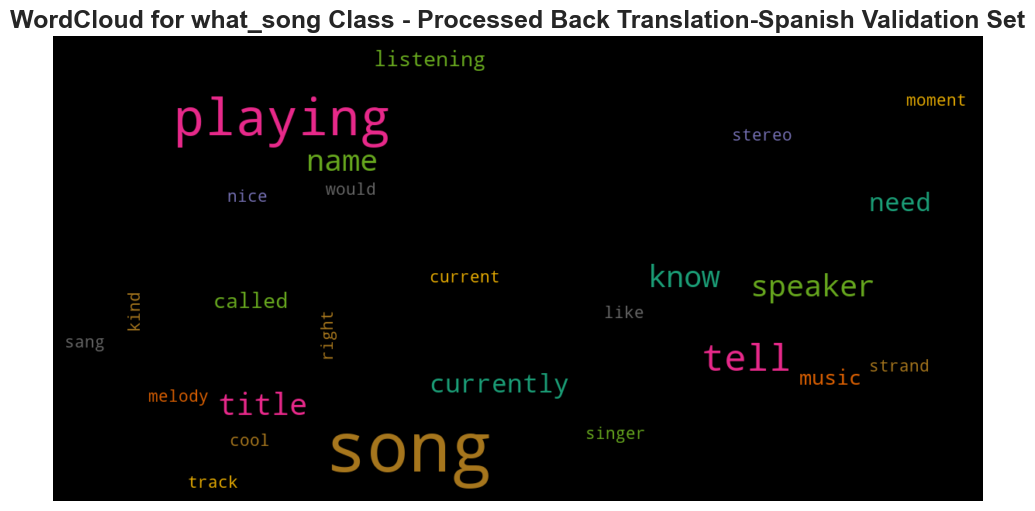 WordCloud for what_song Class - Processed Back Translation-Spanish Validation Set
listening
moment
playing
stereo
name
would
nice
need
current
know
speaker
called
kind
like
right
sang
tell
strand
music
currently
melody
title
singer
cool
song
track